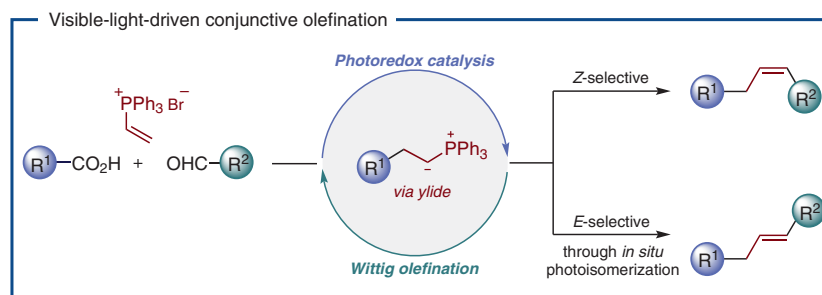 Visible-light-driven conjunctive olefination
Photoredox catalysis
+
PPh3 Br−
R1 CO2H + OHC R2
R1
+
PPh3
−
via ylide
Wittig olefination
Z-selective
R1
R2
E-selective
through in situ
photoisomerization
R1
R2